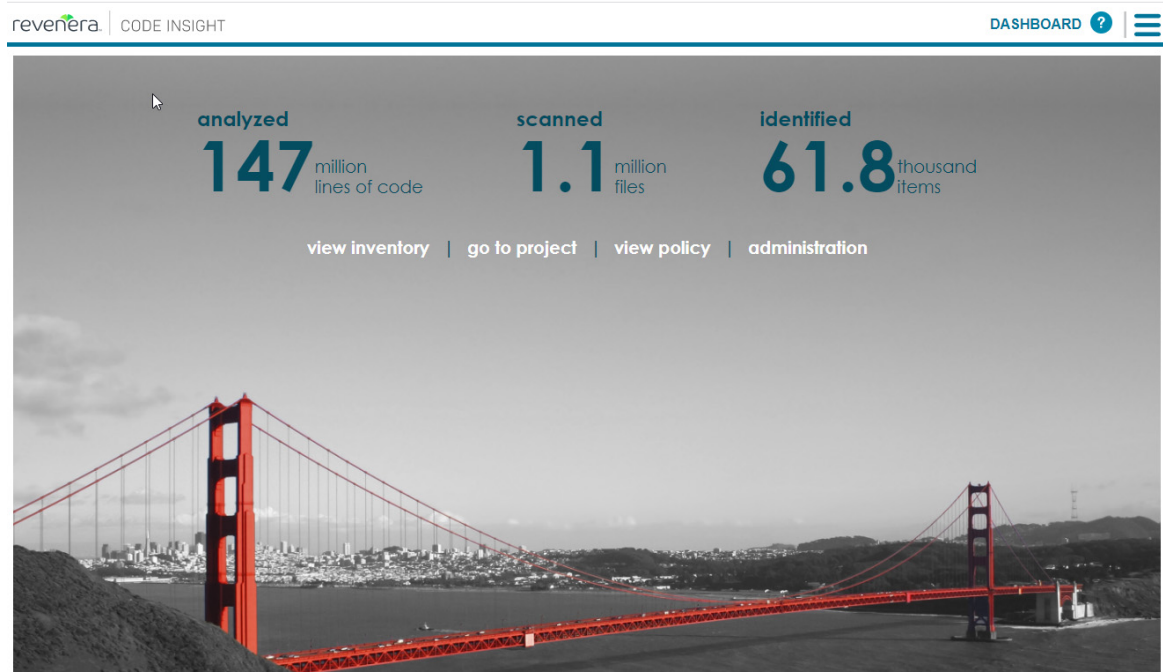 revenera. CODE INSIGHT
DASHBOARD ?
analyzed
147 million
lines of code
scanned
1.1 million
files
identified
61.8 thousand
items
view inventory | go to project | view policy | administration